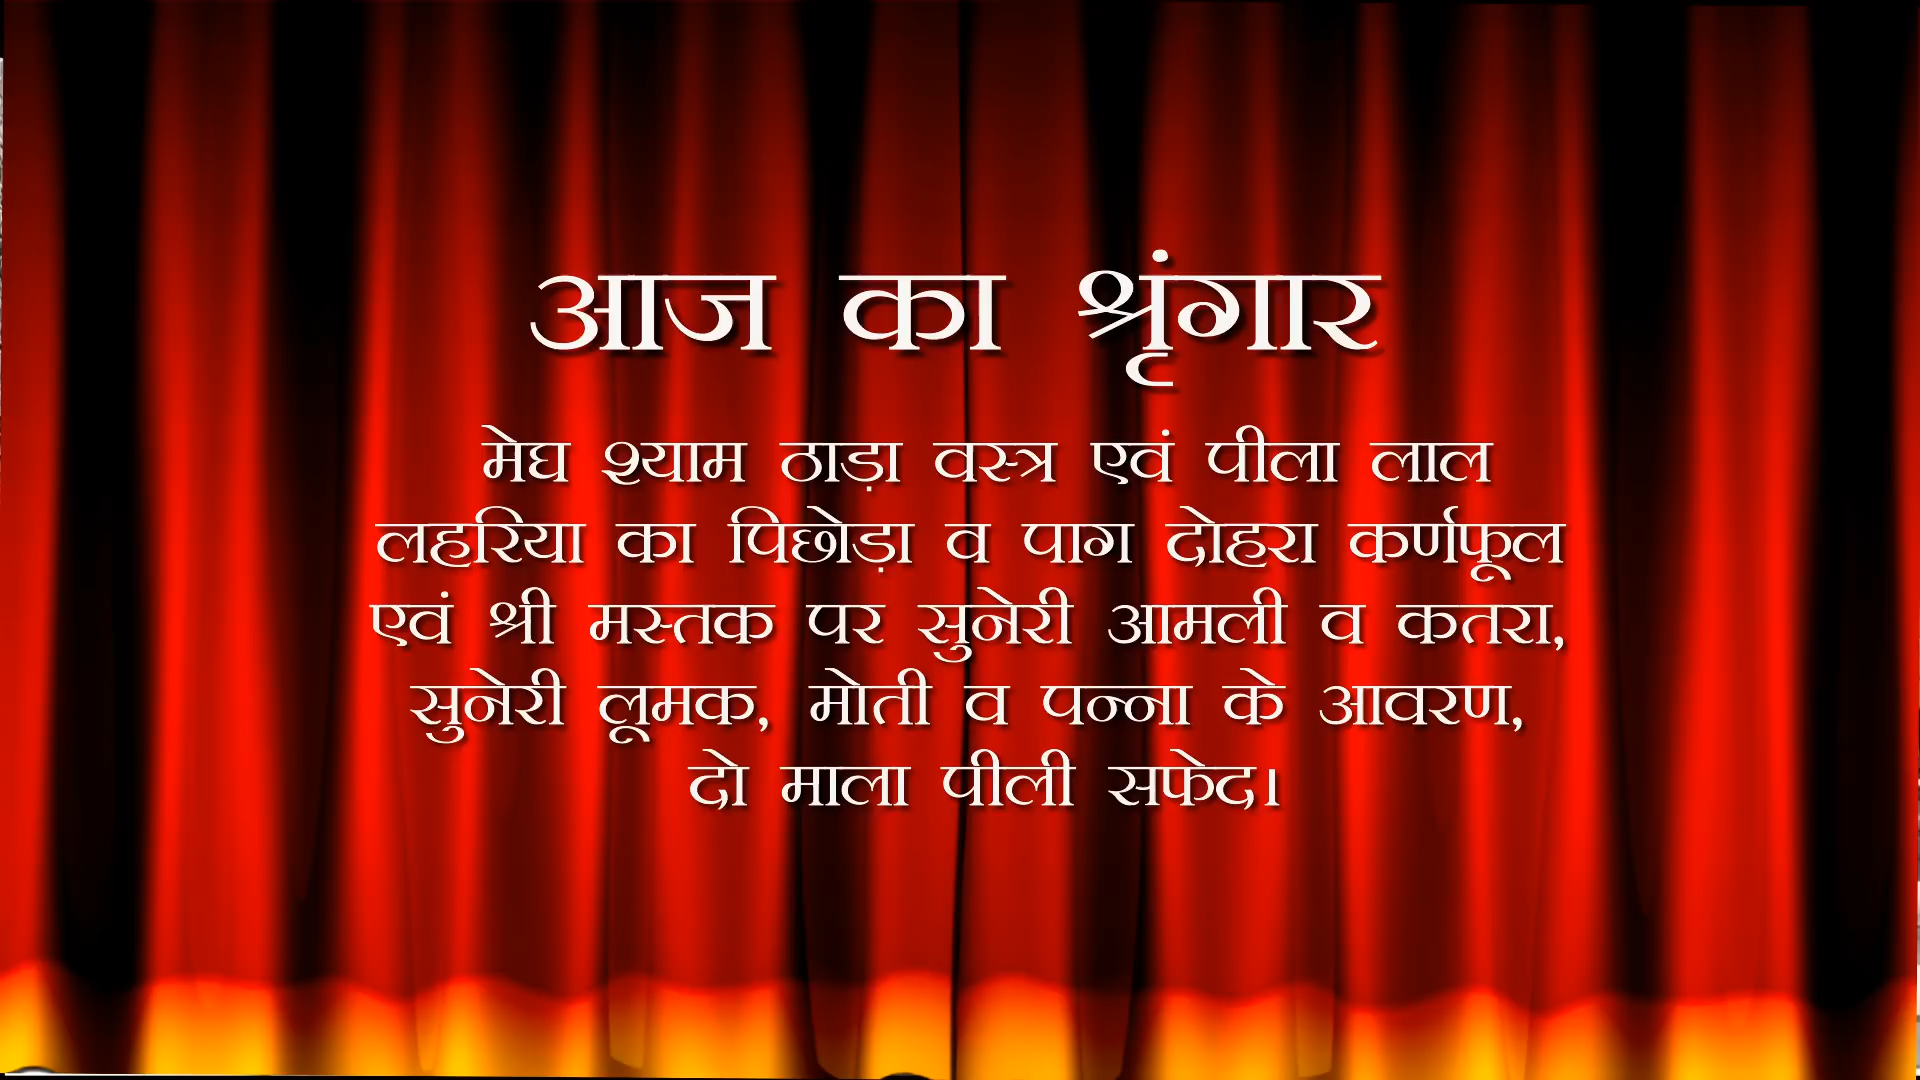 आज का श्रृंगार
मेघ श्याम ठाड़ा वस्त्र एवं पीला लाल
लहरिया का पिछोड़ा व पाग दोहरा कर्णफूल
एवं श्री मस्तक पर सुनेरी आमली व कतरा,
सुनेरी लूमक, मोती व पन्ना के आवरण,
दो माला पीली सफेद।